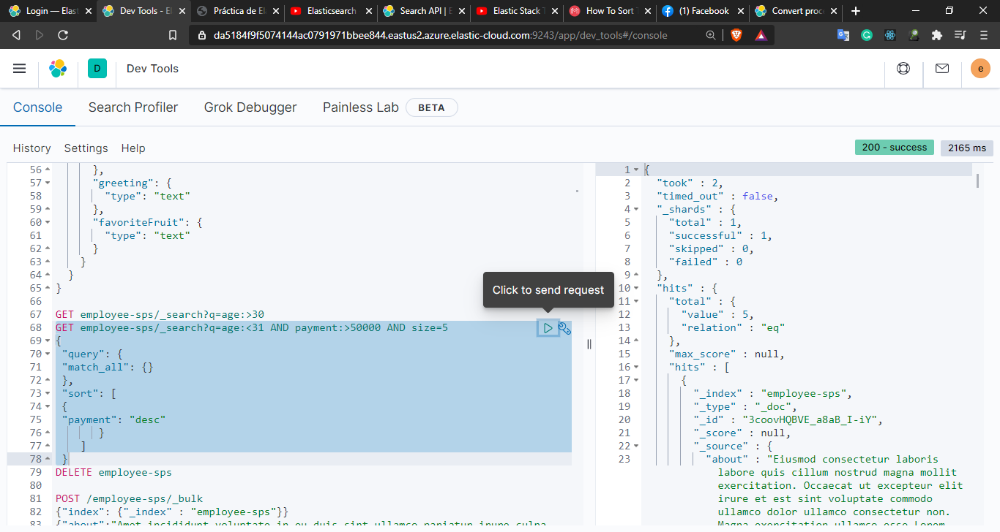 Login — Elast
Dev Tools - El
Práctica de El
Elasticsearch
Search API | E
Elastic Stack T
How To Sort T
(1) Facebook
Convert proc
da5184f9f5074144ac0791971bbee844.eastus2.azure.elastic-cloud.com:9243/app/dev_tools#/console
D
Dev Tools
e
Console
Search Profiler
Grok Debugger
Painless Lab
BETA
History
Settings
Help
200 - success
2165 ms
56 },
57 "greeting": {
58 "type": "text"
59 },
60 "favoriteFruit": {
61 "type": "text"
62 }
63 }
64 }
65 }
66
67 GET employee-sps/_search?q=age:>30
68 GET employee-sps/_search?q=age:<31 AND payment:>50000 AND size=5
69 {
70 "query": {
71 "match_all": {}
72 },
73 "sort": [
74 {
75 "payment": "desc"
76 }
77 ]
78 }
79 DELETE employee-sps
80
81 POST /employee-sps/_bulk
82 {"index": {"_index" : "employee-sps"}}
83 {"about":"Amet incididunt voluptate in eu duis sint ullamco pariatur irure culpa
Click to send request
1 {
2 "took" : 2,
3 "timed_out" : false,
4 "_shards" : {
5 "total" : 1,
6 "successful" : 1,
7 "skipped" : 0,
8 "failed" : 0
9 },
10 "hits" : {
11 "total" : {
12 "value" : 5,
13 "relation" : "eq"
14 },
15 "max_score" : null,
16 "hits" : [
17 {
18 "_index" : "employee-sps",
19 "_type" : "_doc",
20 "_id" : "3coovHQBVE_a8aB_I-iY",
21 "_score" : null,
22 "_source" : {
23 "about" : "Eiusmod consectetur laboris
labore quis cillum nostrud magna mollit
exercitation. Occaecat ut excepteur elit
irure et est sint voluptate commodo
ullamco dolor ullamco consectetur non.
Magna exercitation ullamco esse Lorem